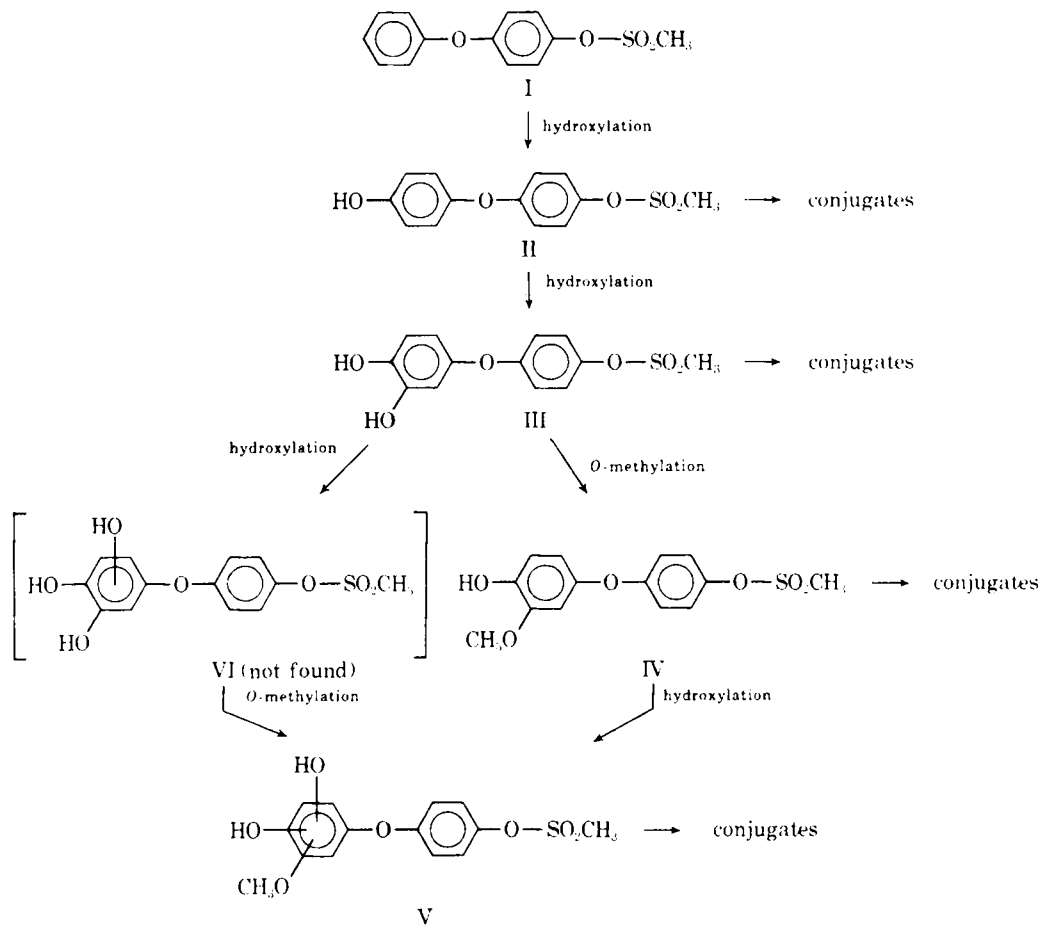 O O—SO₂CH₃
I
hydroxylation
HO O O—SO₂CH₃ → conjugates
II
hydroxylation
HO O O—SO₂CH₃ → conjugates
HO
III
hydroxylation
O-methylation
HO
HO O O—SO₂CH₃
HO
HO O O—SO₂CH₃ → conjugates
CH₃O
VI (not found)
O-methylation
IV
hydroxylation
HO
HO O O—SO₂CH₃ → conjugates
CH₃O
V